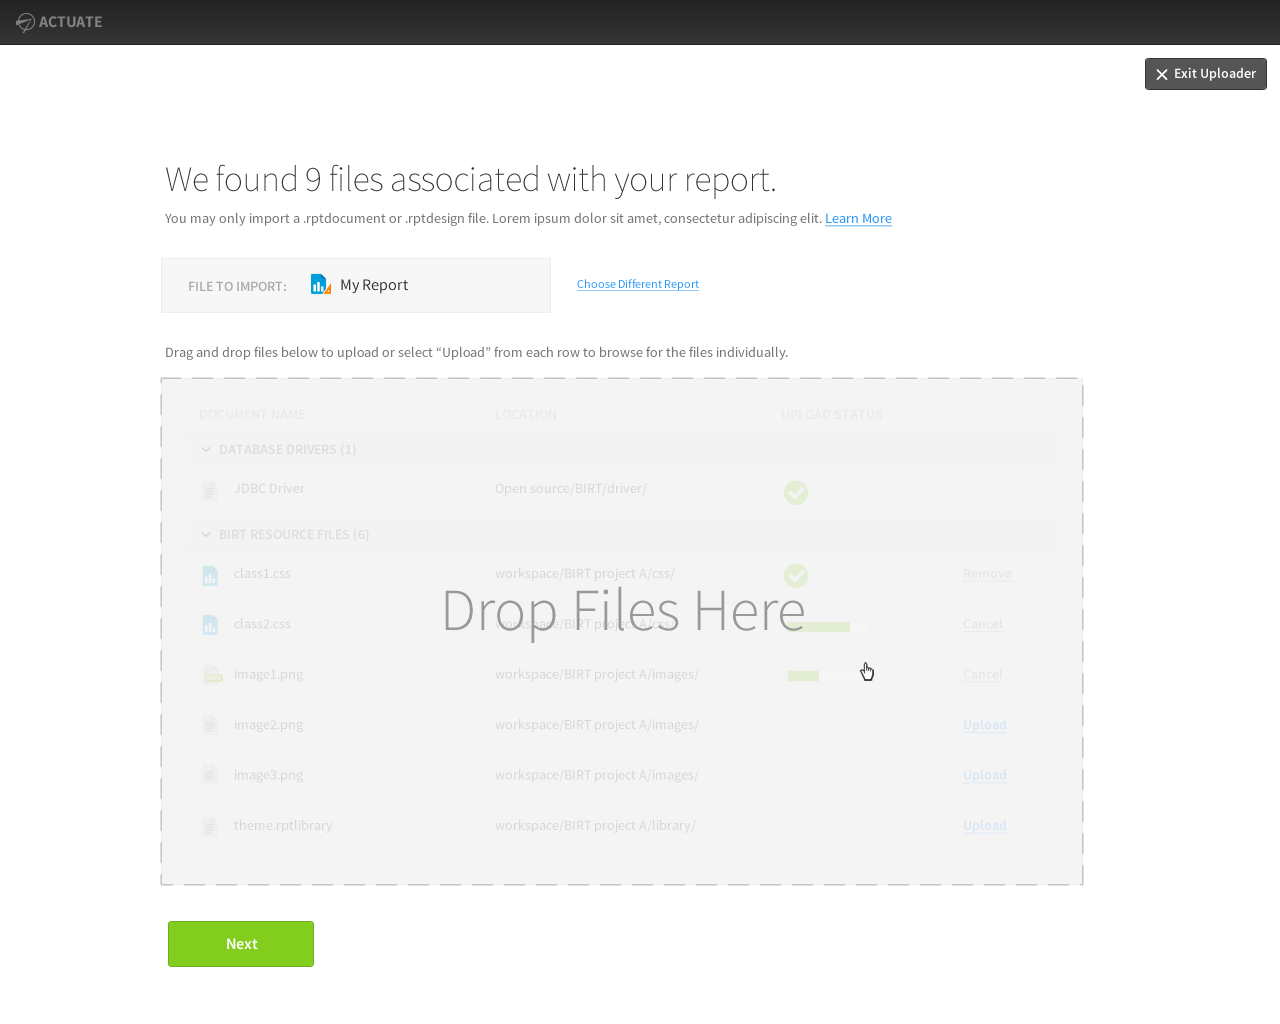 ACTUATE
Exit Uploader
We found 9 files associated with your report.
You may only import a .rptdocument or .rptdesign file. Lorem ipsum dolor sit amet, consectetur adipiscing elit. Learn More
FILE TO IMPORT: My Report
Choose Different Report
Drag and drop files below to upload or select “Upload” from each row to browse for the files individually.
DOCUMENT NAME LOCATION UPLOAD STATUS
DATABASE DRIVERS (1)
JDBC Driver Open source/BIRT/driver/
BIRT RESOURCE FILES (6)
class1.css workspace/BIRT project A/css/ Remove
Drop Files Here
class2.css workspace/BIRT project A/css/ Cancel
image1.png workspace/BIRT project A/images/ Cancel
image2.png workspace/BIRT project A/images/ Upload
image3.png workspace/BIRT project A/images/ Upload
theme.rptlibrary workspace/BIRT project A/library/ Upload
Next